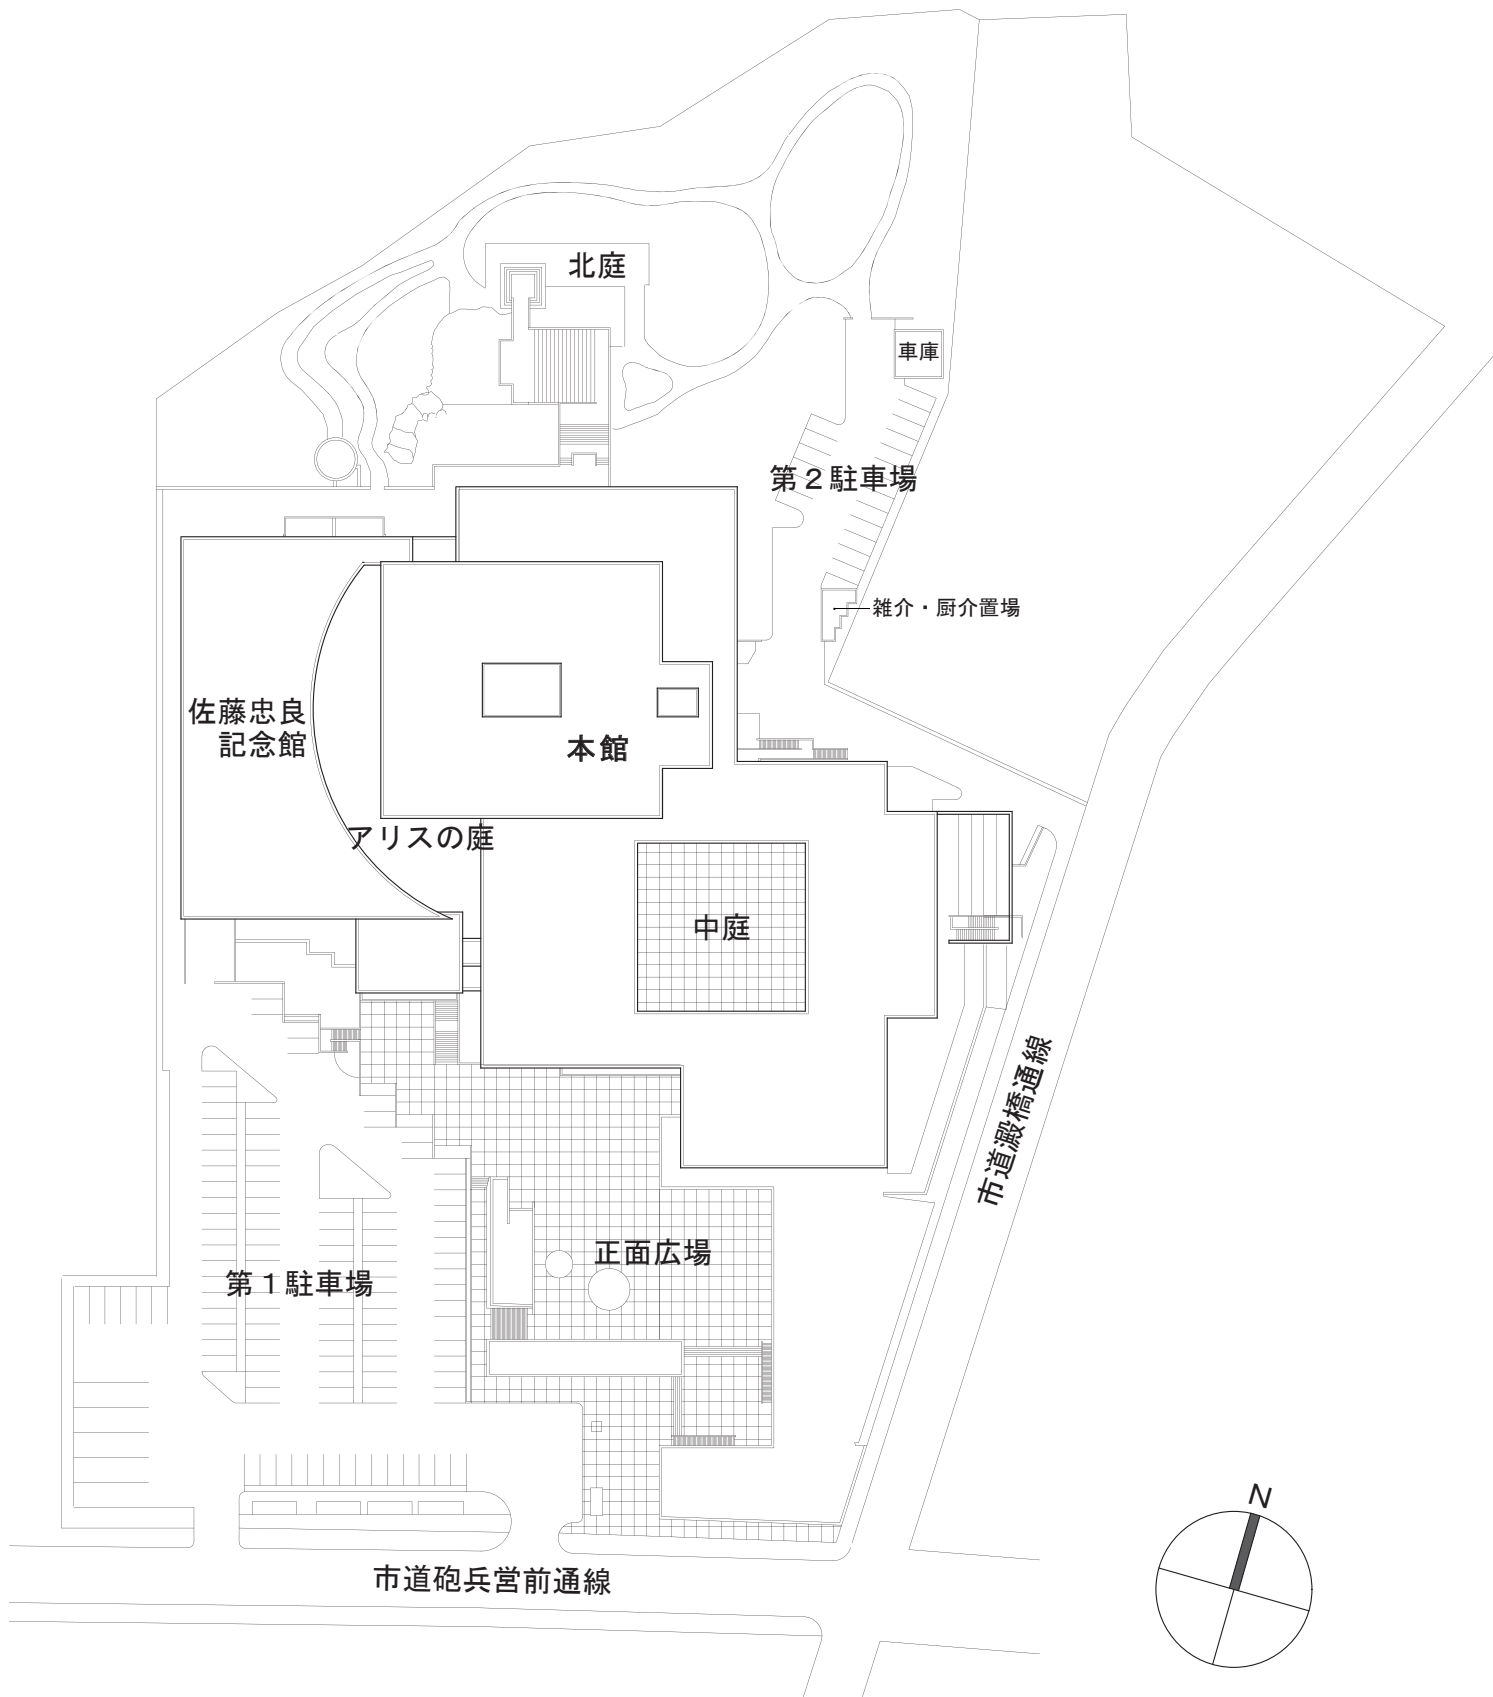 北庭
車庫
第２駐車場
雑介・厨介置場
佐藤忠良
記念館
本館
アリスの庭
中庭
市道澱橋通線
正面広場
第１駐車場
N
市道砲兵営前通線